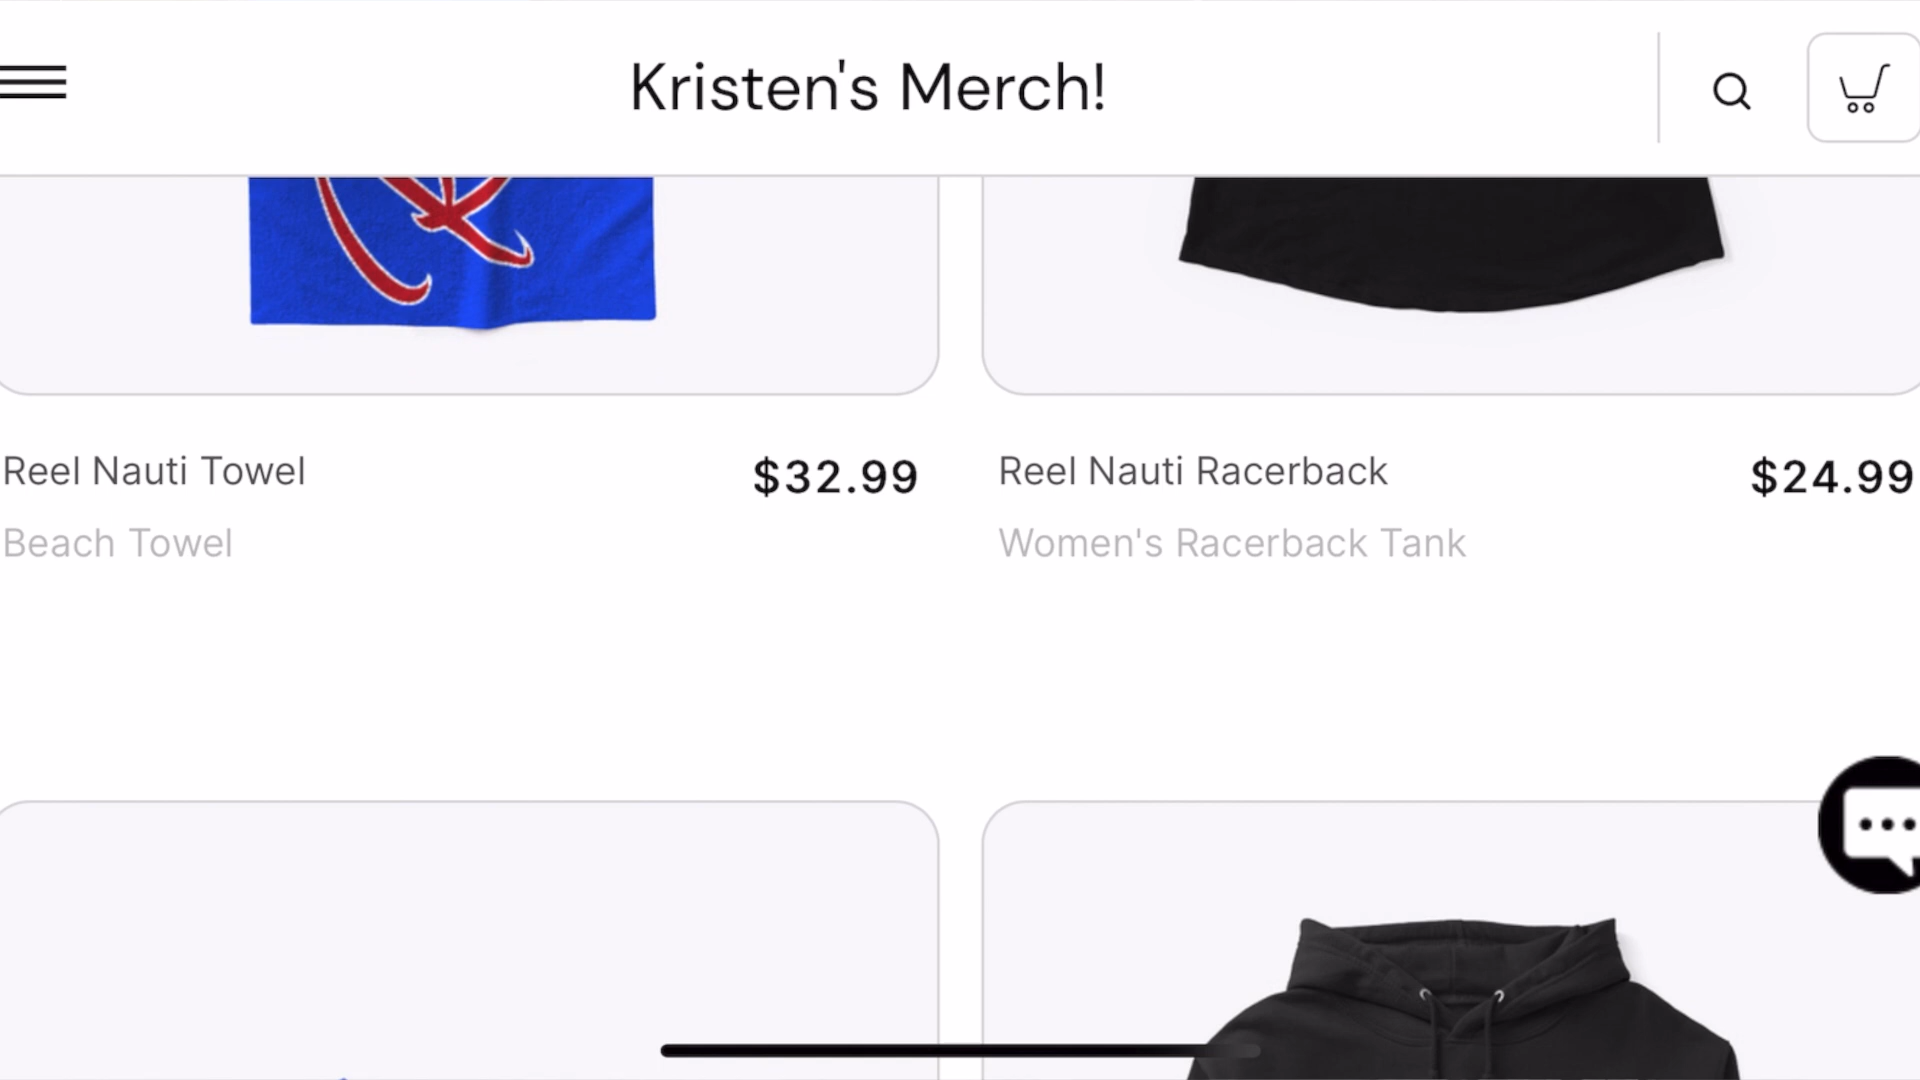 Kristen's Merch!
Reel Nauti Towel
$32.99
Beach Towel
Reel Nauti Racerback
$24.99
Women's Racerback Tank